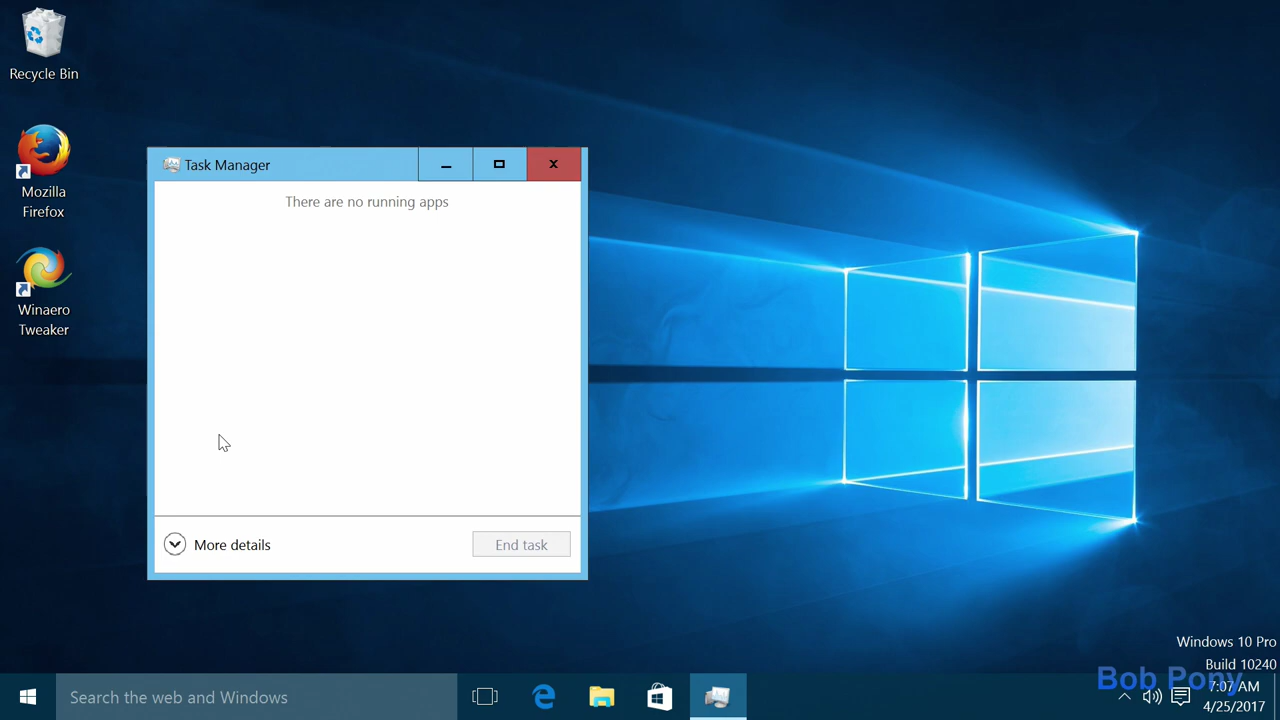 Recycle Bin
Mozilla
Firefox
Winaero
Tweaker
Task Manager
There are no running apps
More details
End task
Windows 10 Pro
Build 10240
Bob Pony
Search the web and Windows
7:07 AM
4/25/2017